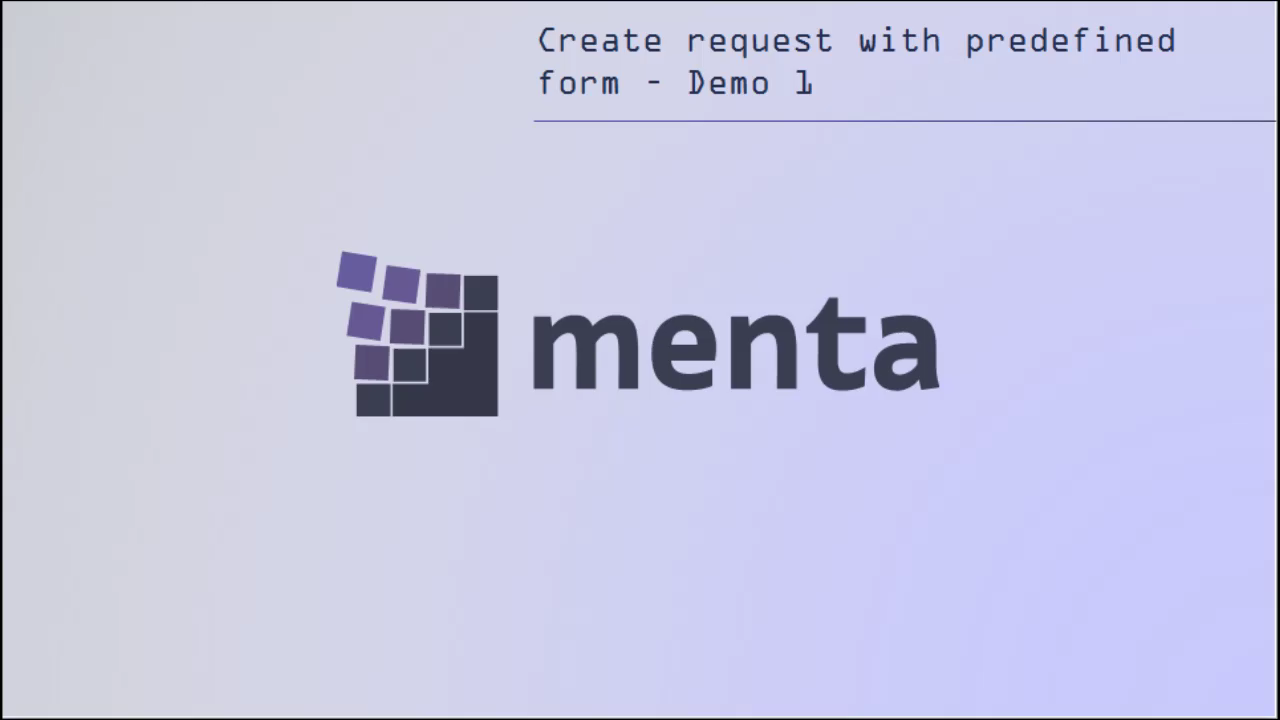 Create request with predefined
form - Demo 1
menta